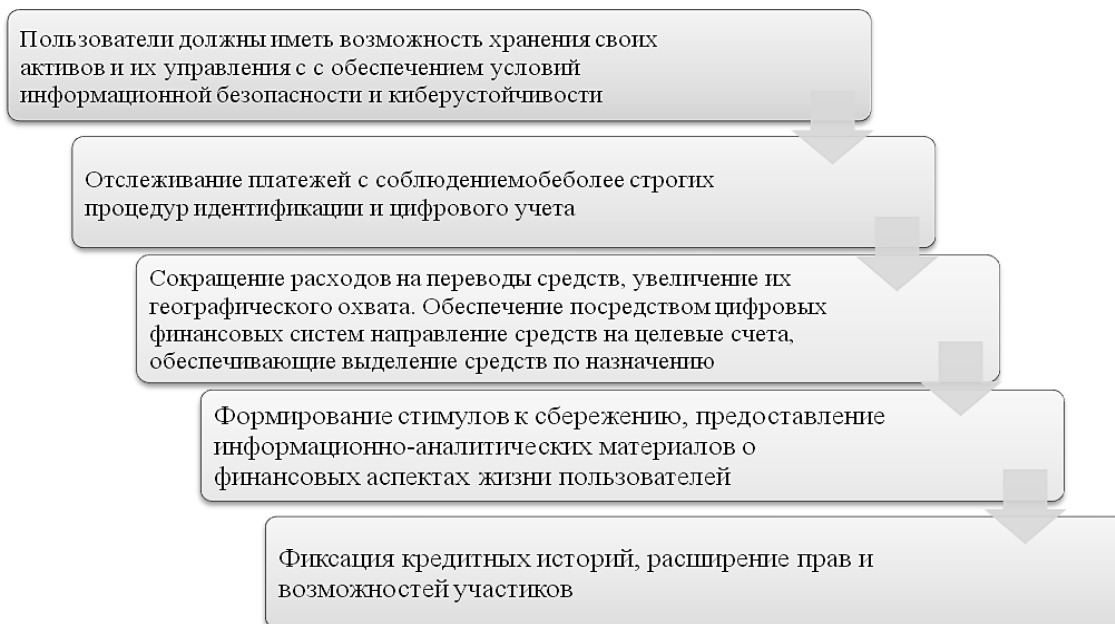 Пользователи должны иметь возможность хранения своих
активов и их управления с с обеспечением условий
информационной безопасности и киберустойчивости
Отслеживание платежей с соблюдениемобеболее строгих
процедур идентификации и цифрового учета
Сокращение расходов на переводы средств, увеличение их
географического охвата. Обеспечение посредством цифровых
финансовых систем направление средств на целевые счета,
обеспечивающие выделение средств по назначению
Формирование стимулов к сбережению, предоставление
информационно-аналитических материалов о
финансовых аспектах жизни пользователей
Фиксация кредитных историй, расширение прав и
возможностей участиков